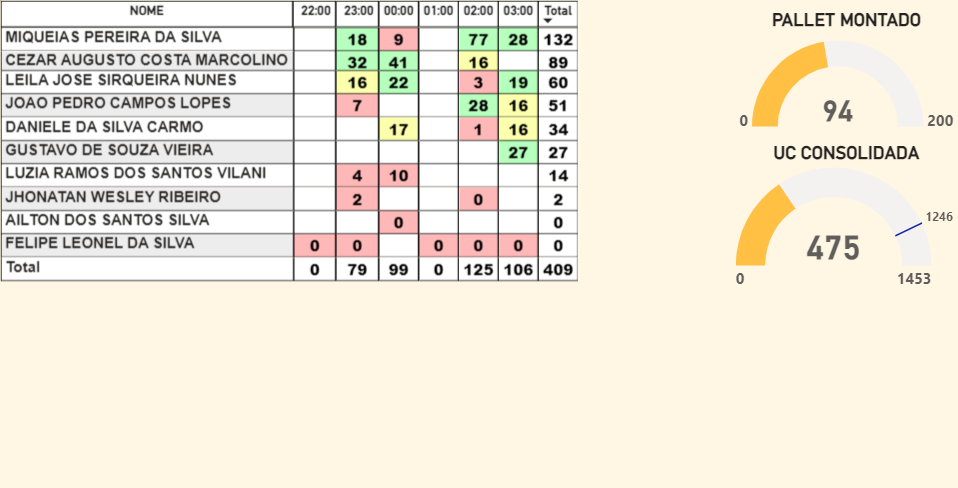 NOME 22:00 23:00 00:00 01:00 02:00 03:00 Total
MIQUEIAS PEREIRA DA SILVA 18 9 77 28 132
CEZAR AUGUSTO COSTA MARCOLINO 32 41 16 89
LEILA JOSE SIRQUEIRA NUNES 16 22 3 19 60
JOAO PEDRO CAMPOS LOPES 7 28 16 51
DANIELE DA SILVA CARMO 17 1 16 34
GUSTAVO DE SOUZA VIEIRA 27 27
LUZIA RAMOS DOS SANTOS VILANI 4 10 14
JHONATAN WESLEY RIBEIRO 2 0 2
AILTON DOS SANTOS SILVA 0 0
FELIPE LEONEL DA SILVA 0 0 0 0 0 0
Total 0 79 99 0 125 106 409
PALLET MONTADO
94
0 200
UC CONSOLIDADA
1246
475
0 1453